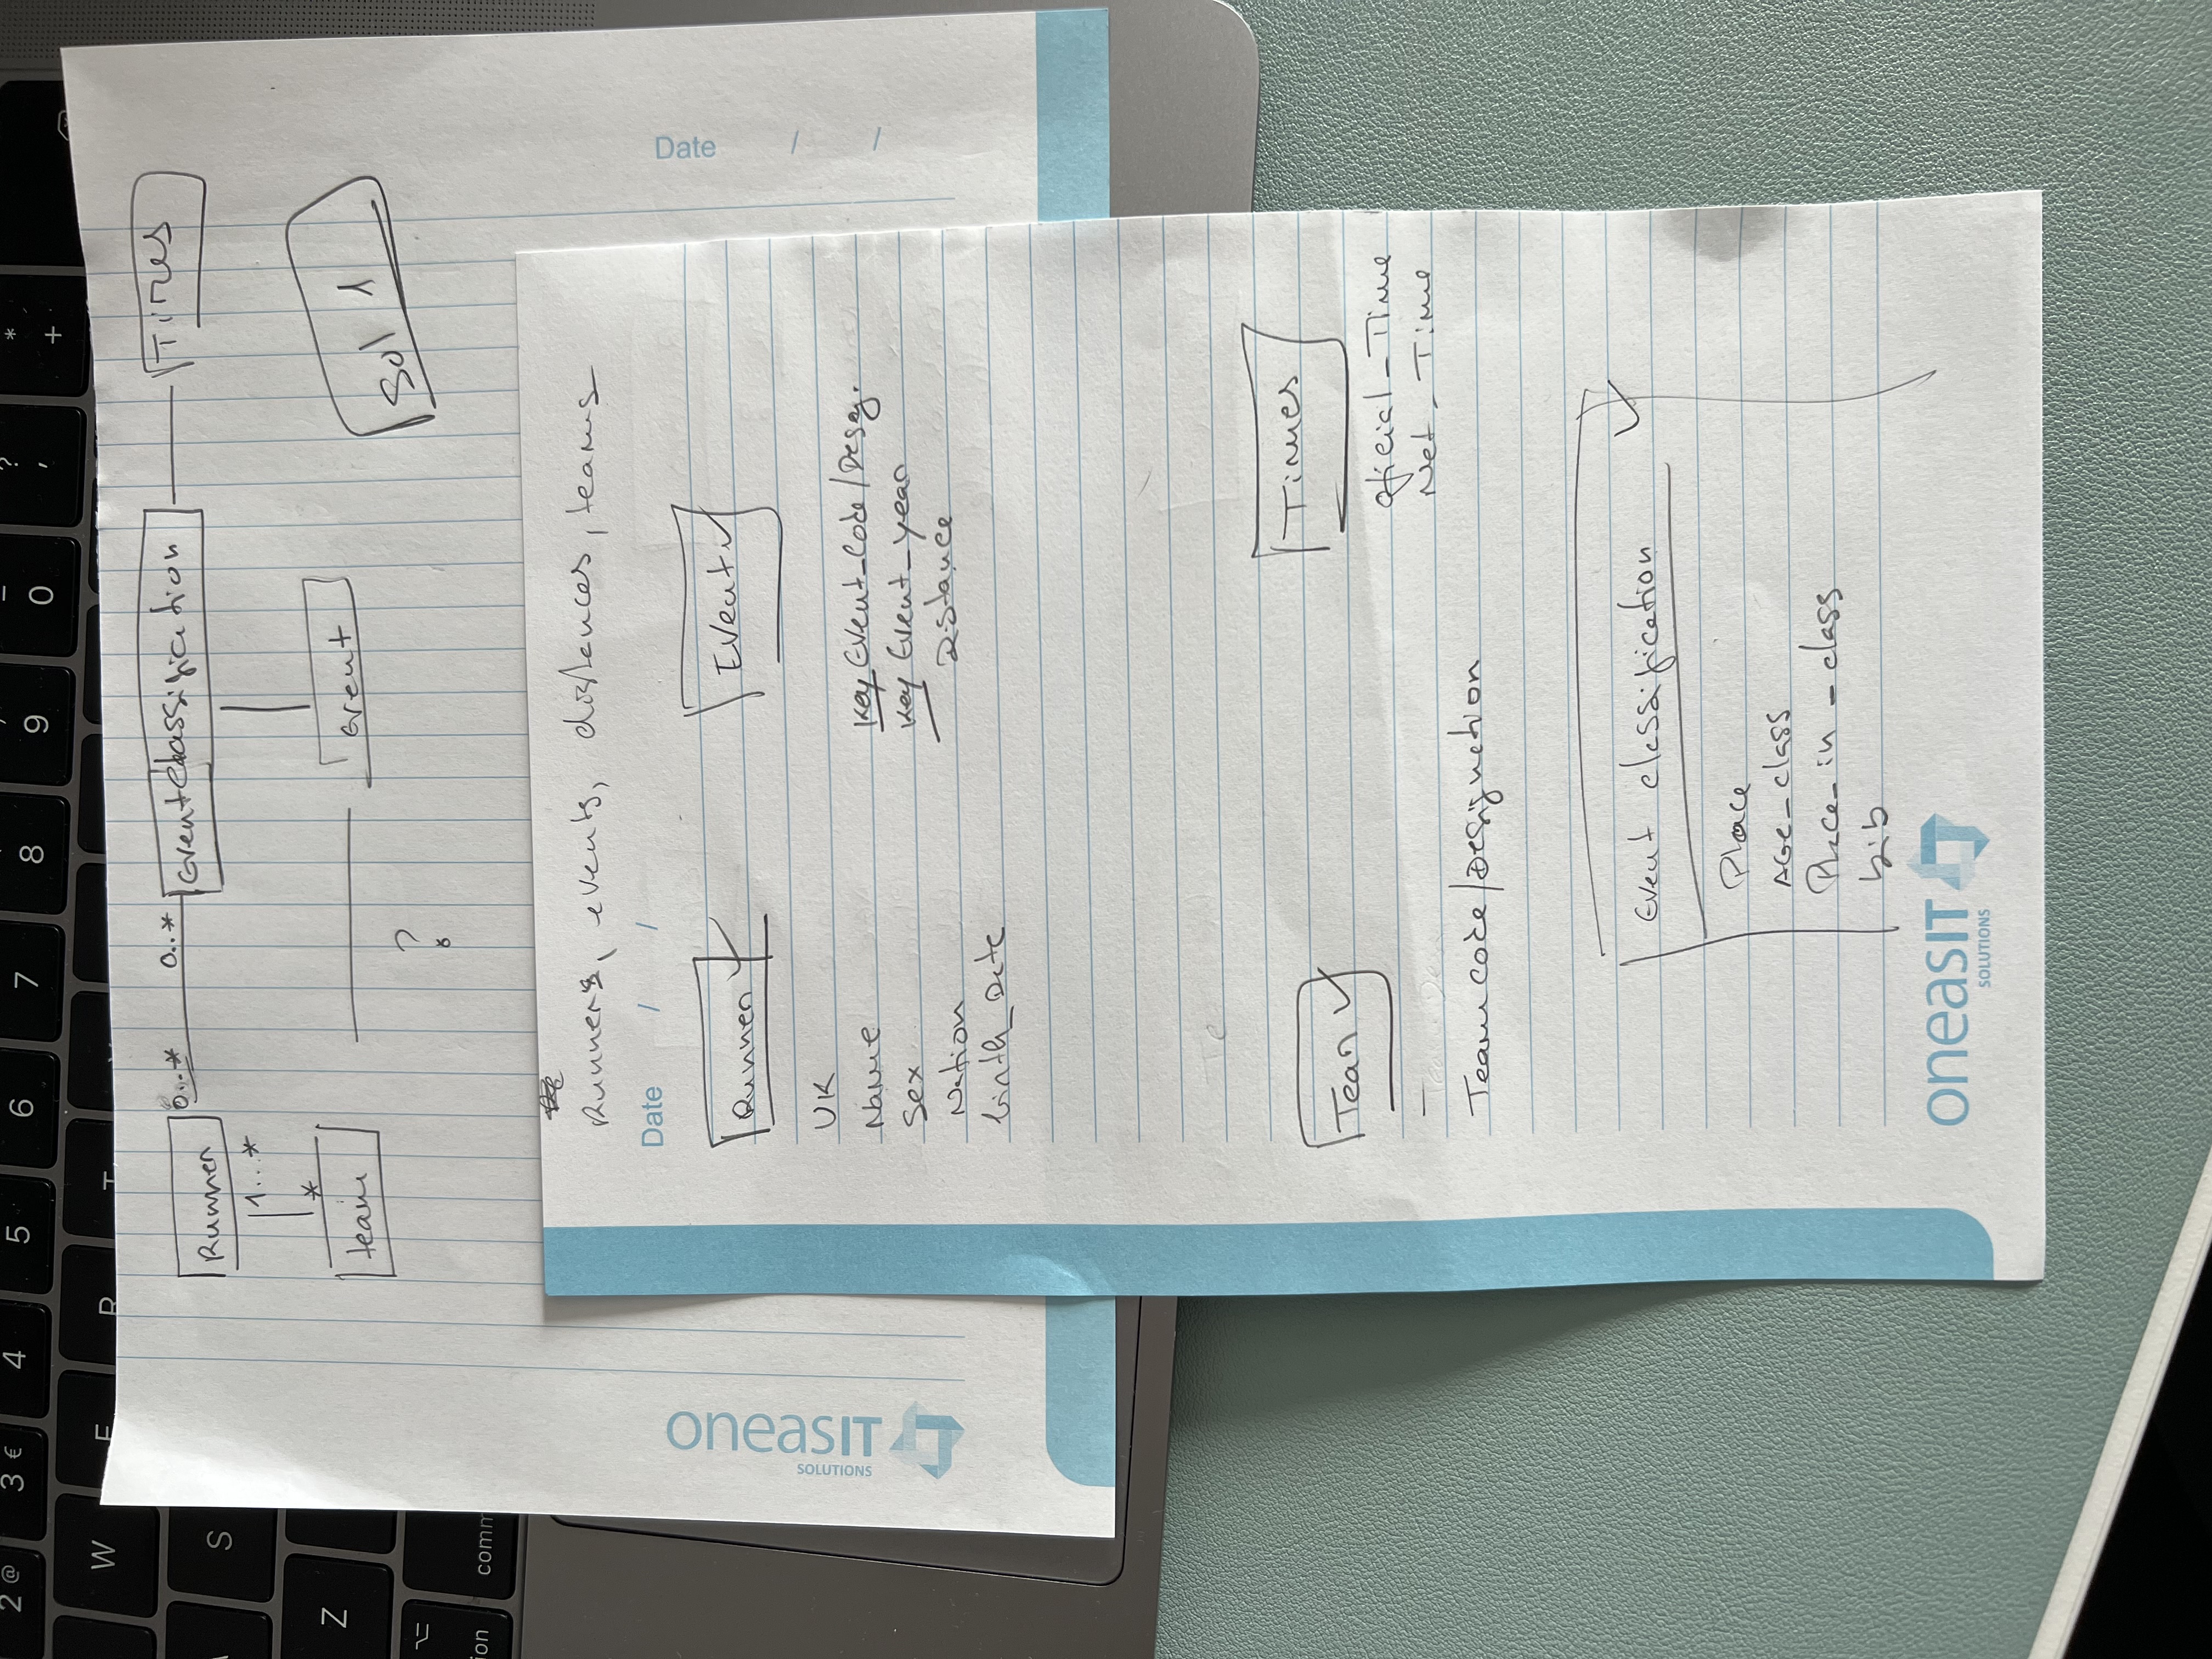 2 @
3 €
4
5
6
7
8
9
0
?
'
*
+
W
E
R
T
S
Z
comm
Runner
0...*
0..*
EventClassification
Times
1...*
*
team
Event
?
Sol 1
oneasIT
SOLUTIONS
Date / /
Runners, events, distances, teams
Date / /
Runner ✓
Event ✓
UK
Name
Sex
Nation
birth_Date
Key Event_Code/Desig.
Key Event_year
Distance
Team ✓
Times
oficial_Time
Net_Time
Team code/Designation
Event classification ✓
Place
AGe_class
Place_in_class
bib
oneasIT
SOLUTIONS